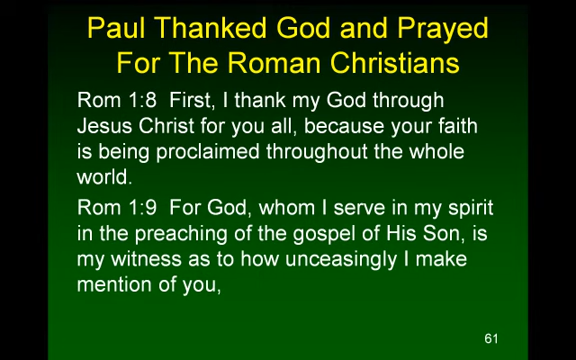 Paul Thanked God and Prayed
For The Roman Christians
Rom 1:8 First, I thank my God through
Jesus Christ for you all, because your faith
is being proclaimed throughout the whole
world.
Rom 1:9 For God, whom I serve in my spirit
in the preaching of the gospel of His Son, is
my witness as to how unceasingly I make
mention of you,
61